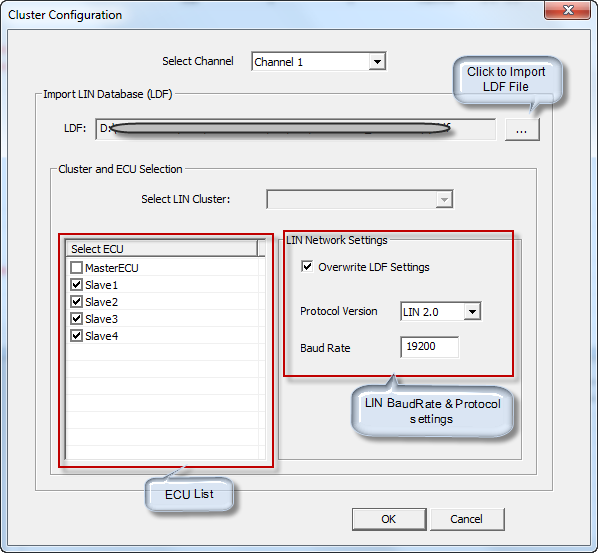 Cluster Configuration
Select Channel
Channel 1
Click to Import
LDF File
Import LIN Database (LDF)
LDF:
D:\
...
Cluster and ECU Selection
Select LIN Cluster:
Select ECU
MasterECU
Slave1
Slave2
Slave3
Slave4
LIN Network Settings
Overwrite LDF Settings
Protocol Version
LIN 2.0
Baud Rate
19200
LIN BaudRate & Protocol
settings
ECU List
OK
Cancel